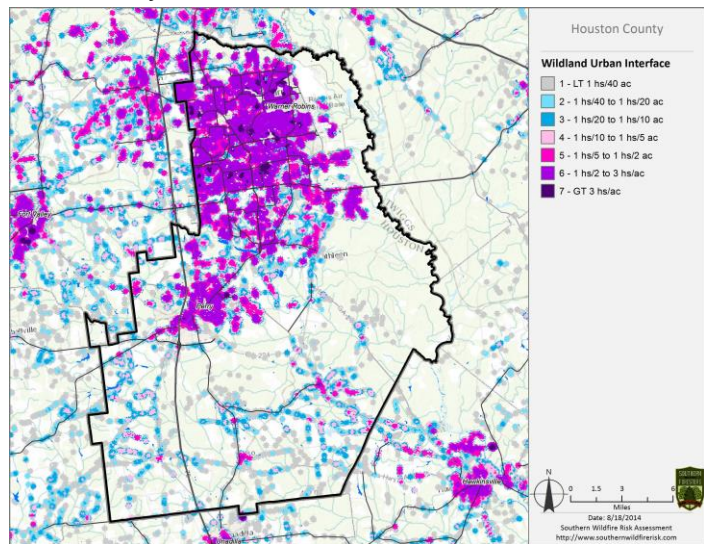 Houston County
Wildland Urban Interface
1 - LT 1 hs/40 ac
2 - 1 hs/40 to 1 hs/20 ac
3 - 1 hs/20 to 1 hs/10 ac
4 - 1 hs/10 to 1 hs/5 ac
5 - 1 hs/5 to 1 hs/2 ac
6 - 1 hs/2 to 3 hs/ac
7 - GT 3 hs/ac
Warner Robins
WIGGS
HOUSTON
Perry
N
0 1.5 3 6
Miles
Date: 8/18/2014
Southern Wildfire Risk Assessment
http://www.southernwildfirerisk.com
SOUTHERN